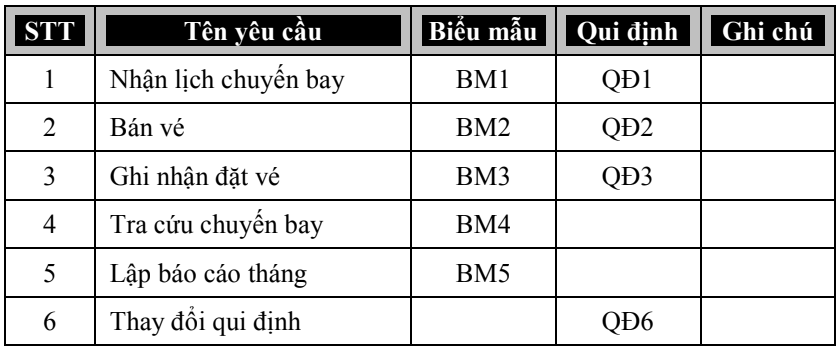 STT Tên yêu cầu Biểu mẫu Qui định Ghi chú
1 Nhận lịch chuyến bay BM1 QĐ1
2 Bán vé BM2 QĐ2
3 Ghi nhận đặt vé BM3 QĐ3
4 Tra cứu chuyến bay BM4
5 Lập báo cáo tháng BM5
6 Thay đổi qui định QĐ6